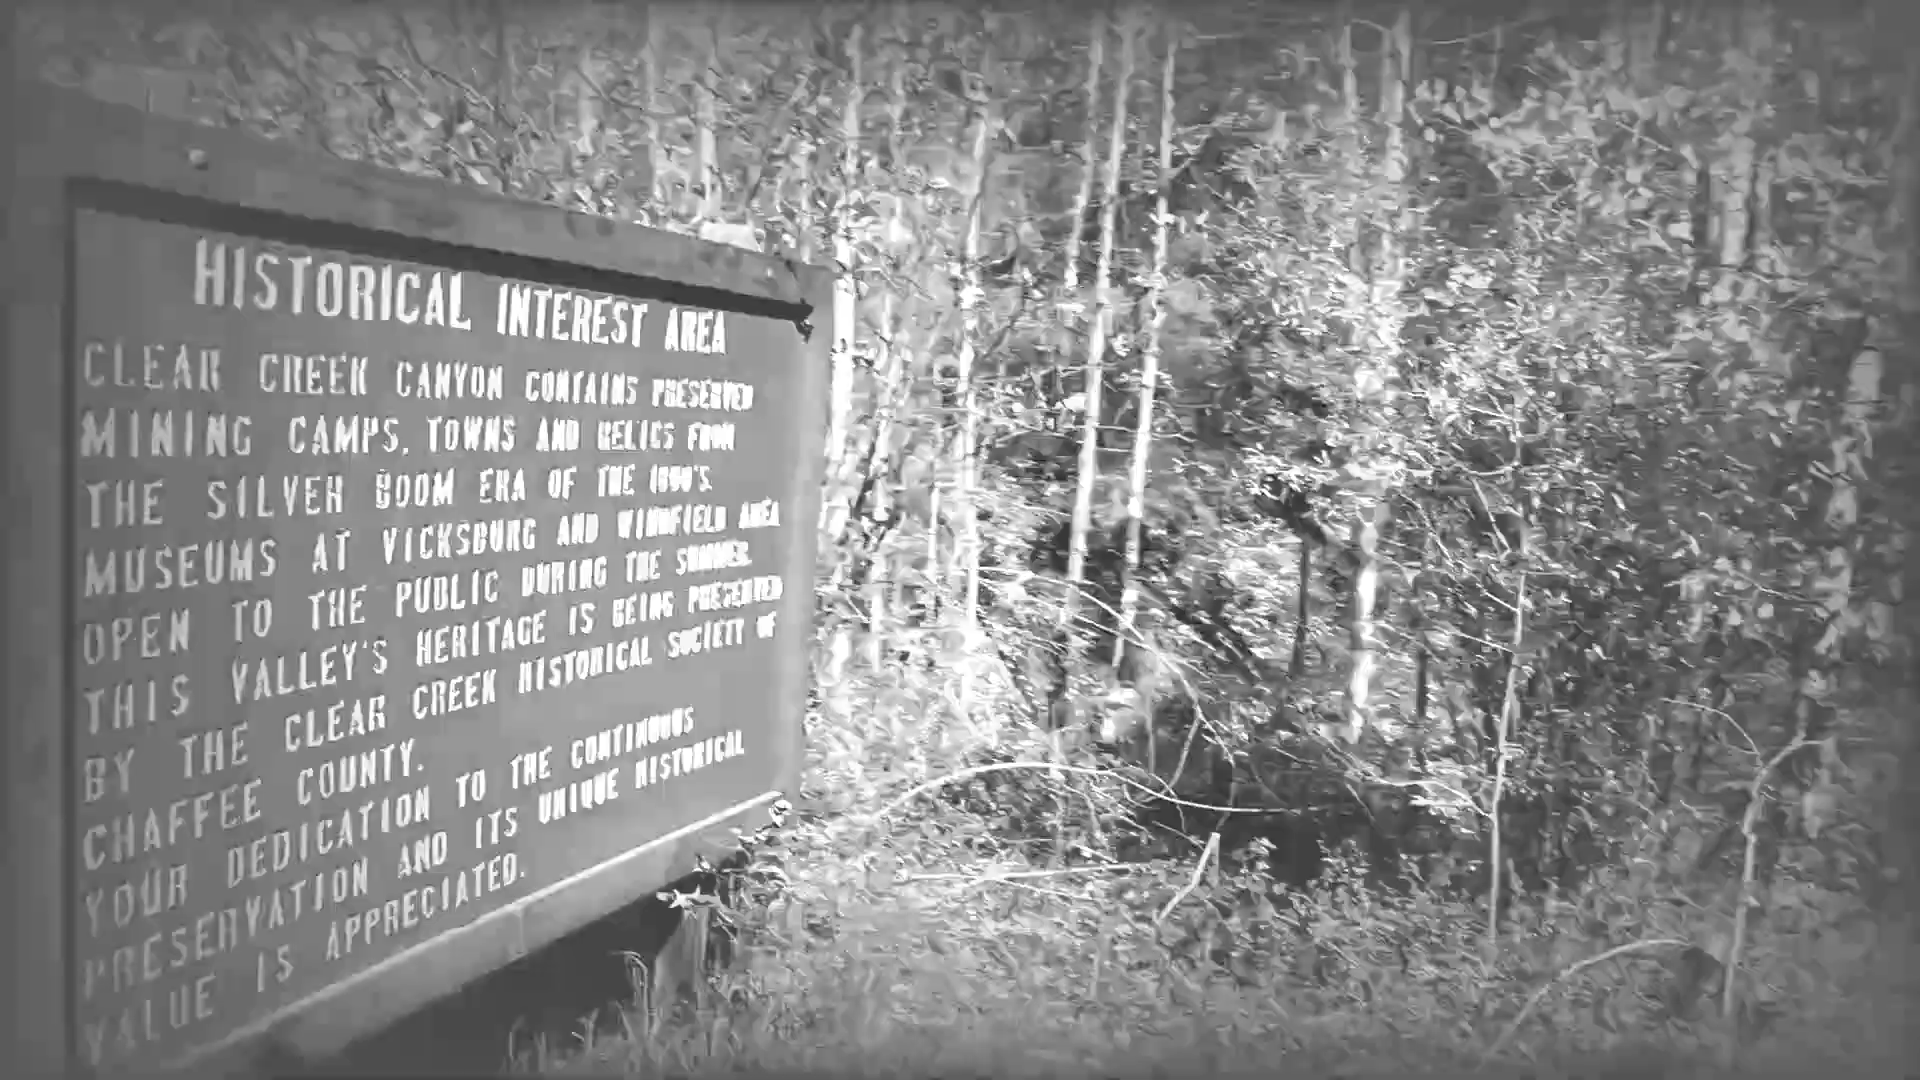 HISTORICAL INTEREST AREA
CLEAR CREEK CANYON CONTAINS PRESERVED
MINING CAMPS, TOWNS AND RELICS FROM
THE SILVER BOOM ERA OF THE
MUSEUMS AT VICKSBURG AND WINNFIELD AREA
OPEN TO THE PUBLIC DURING THE SUMMER.
THIS VALLEY'S HERITAGE IS BEING PRESERVED
BY THE CLEAR CREEK HISTORICAL SOCIETY OF
CHAFFEE COUNTY.
YOUR DEDICATION TO THE CONTINUOUS
PRESERVATION AND ITS UNIQUE HISTORICAL
VALUE IS APPRECIATED.